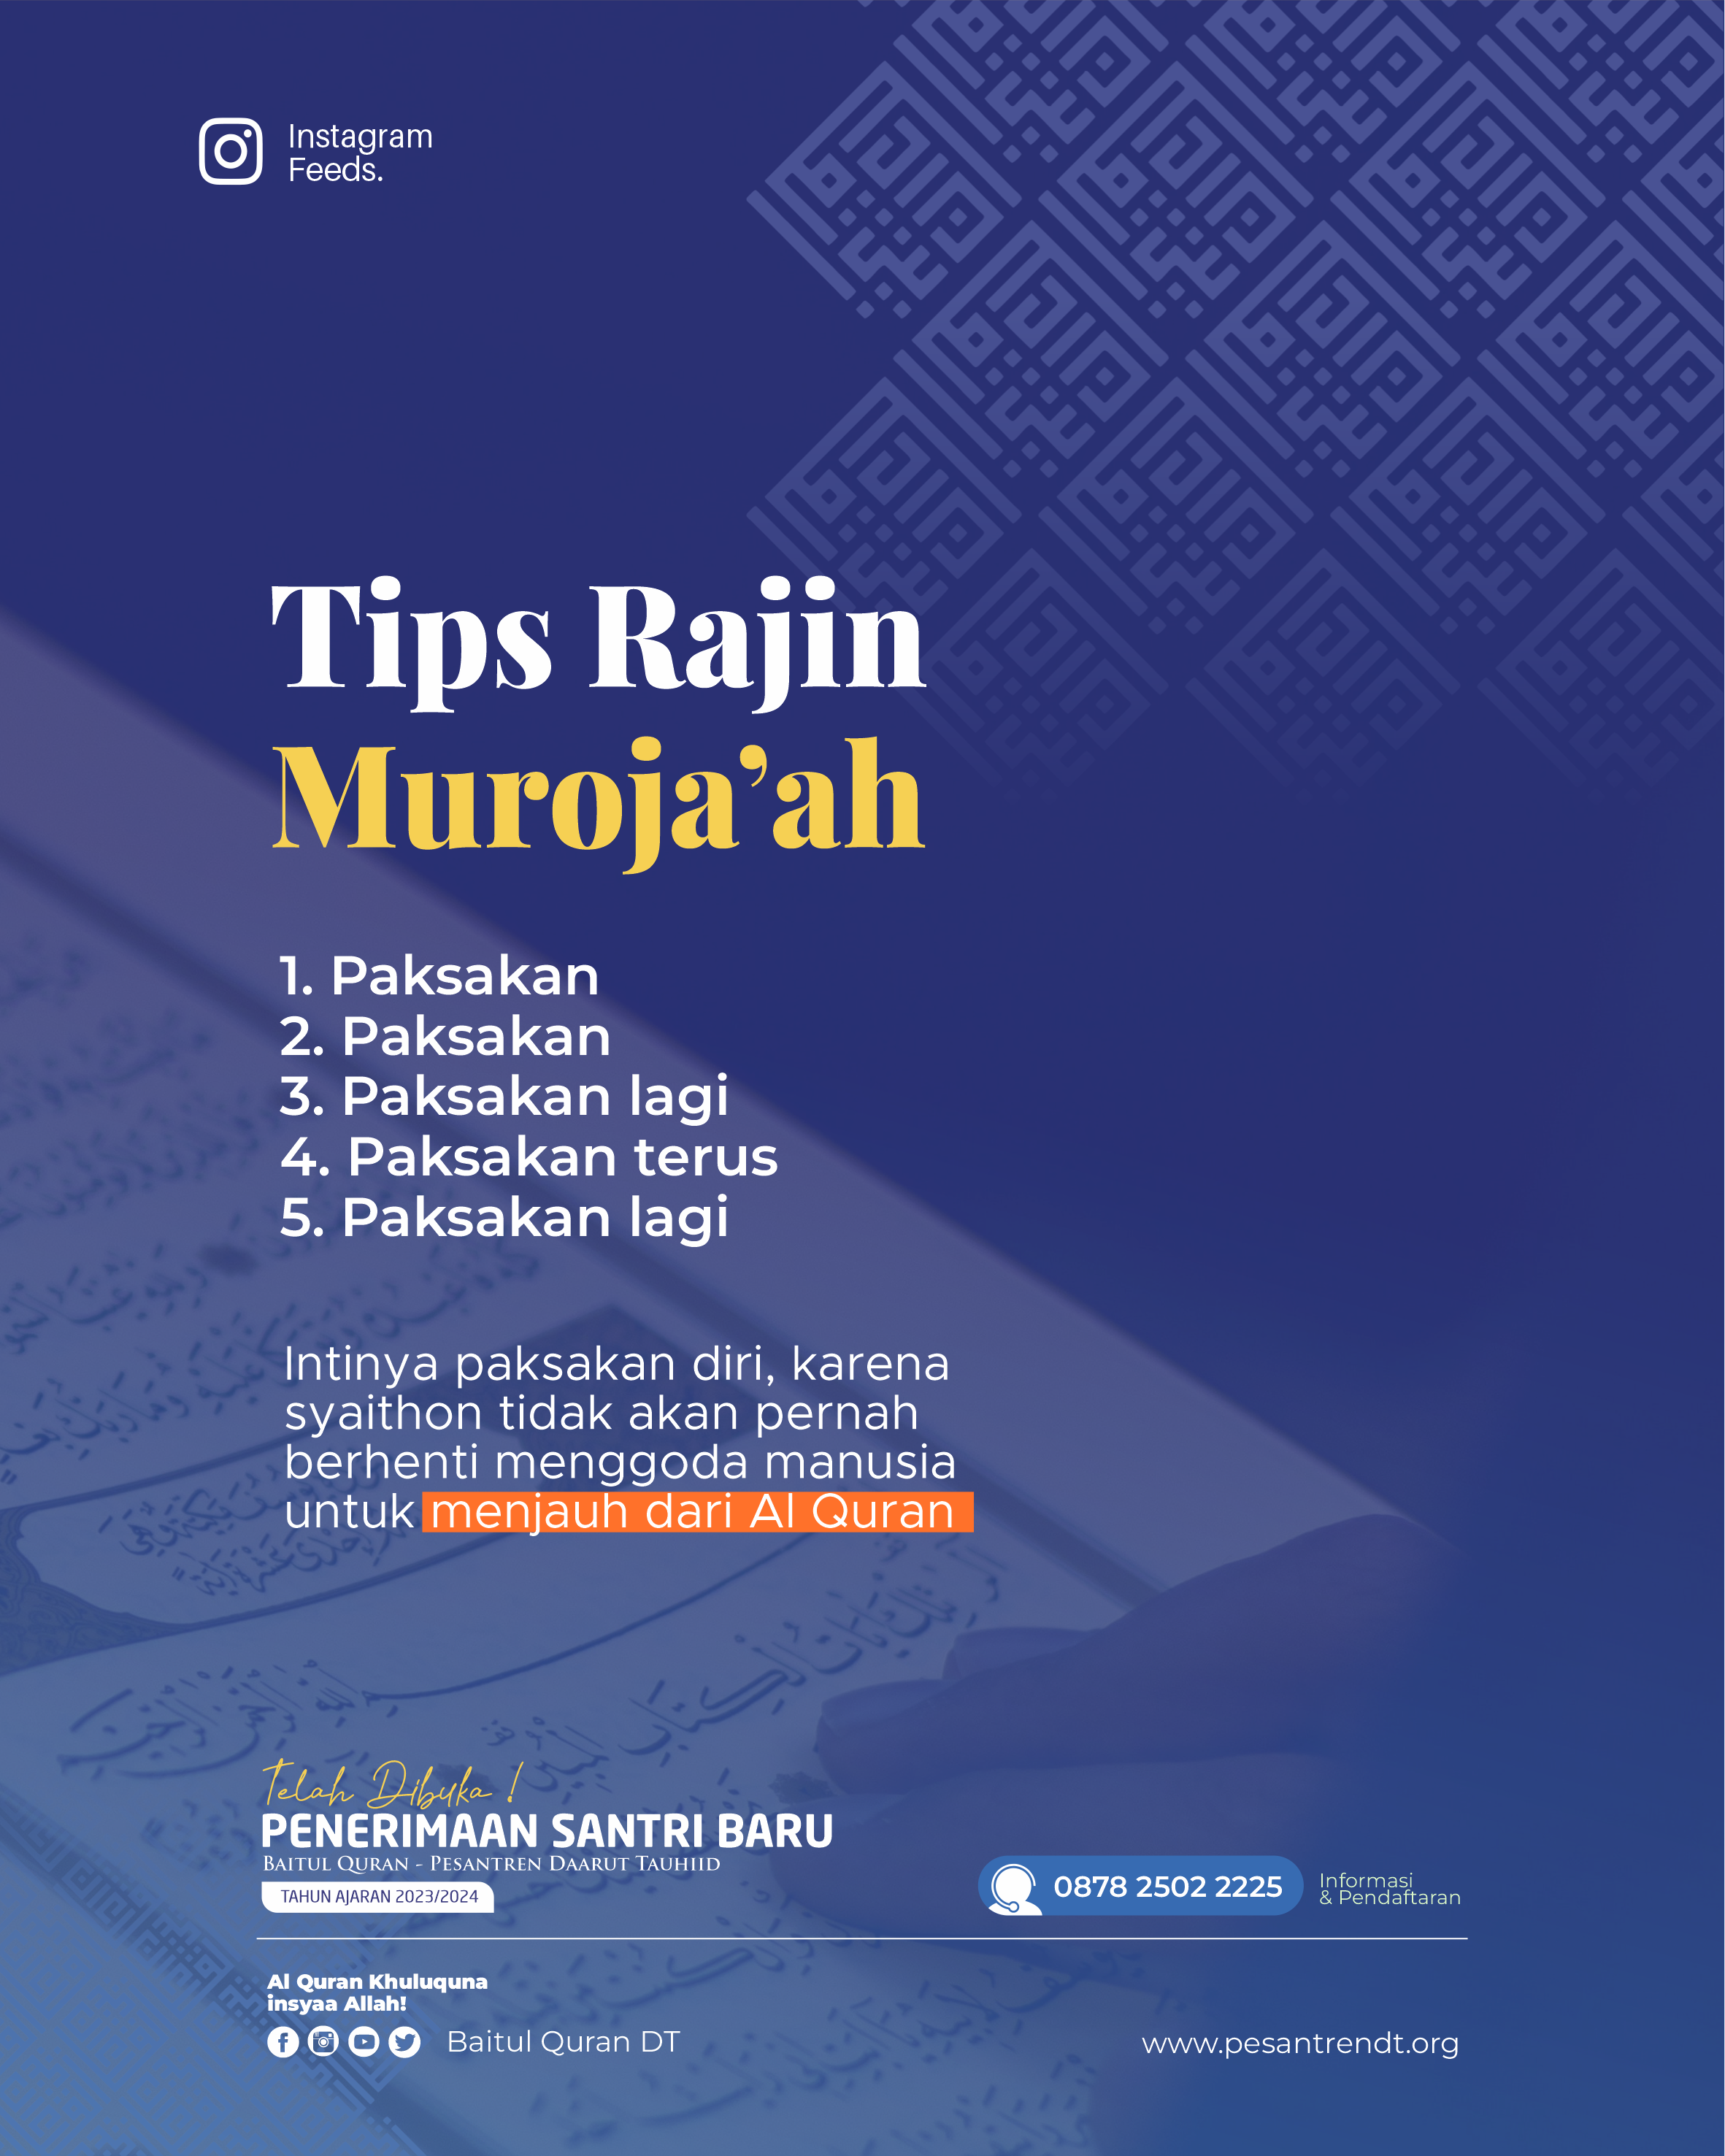 Instagram
Feeds.
Tips Rajin
Muroja’ah
1. Paksakan
2. Paksakan
3. Paksakan lagi
4. Paksakan terus
5. Paksakan lagi
Intinya paksakan diri, karena
syaithon tidak akan pernah
berhenti menggoda manusia
untuk menjauh dari Al Quran
Telah Dibuka !
PENERIMAAN SANTRI BARU
BAITUL QURAN - PESANTREN DAARUT TAUHIID
TAHUN AJARAN 2023/2024
0878 2502 2225
Informasi
& Pendaftaran
Al Quran Khuluquna
insyaa Allah!
Baitul Quran DT
www.pesantrendt.org